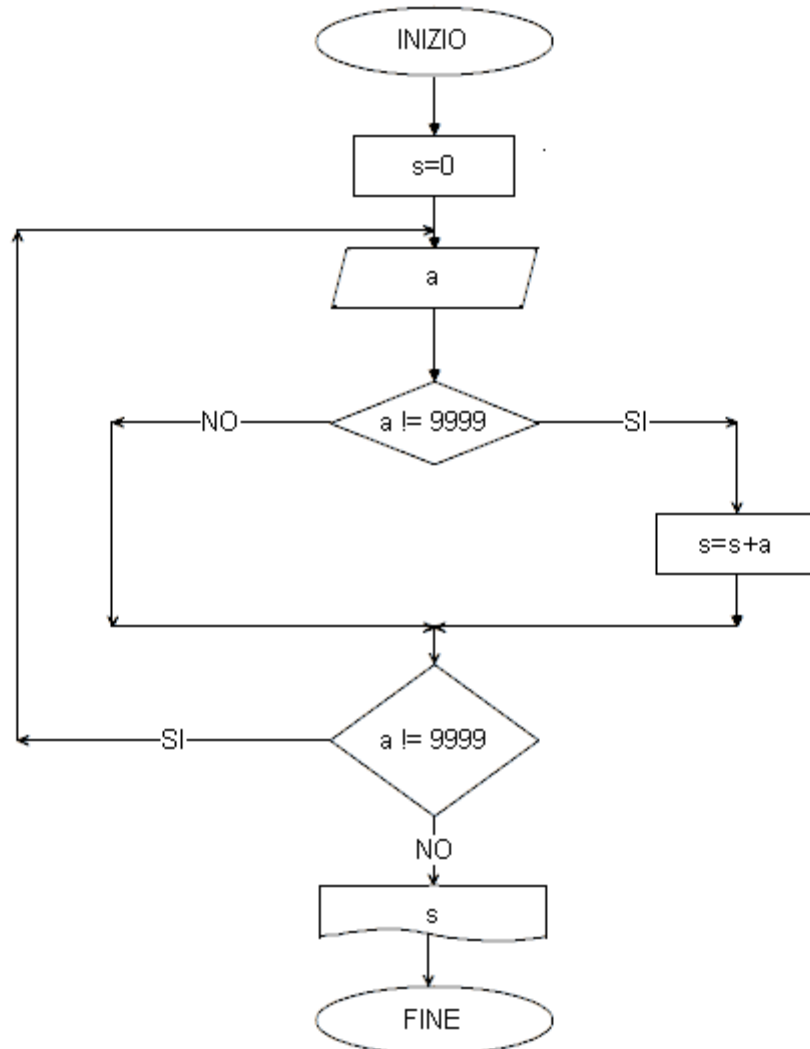 INIZIO
s=0
a
a != 9999
NO
SI
s=s+a
a != 9999
SI
NO
s
FINE